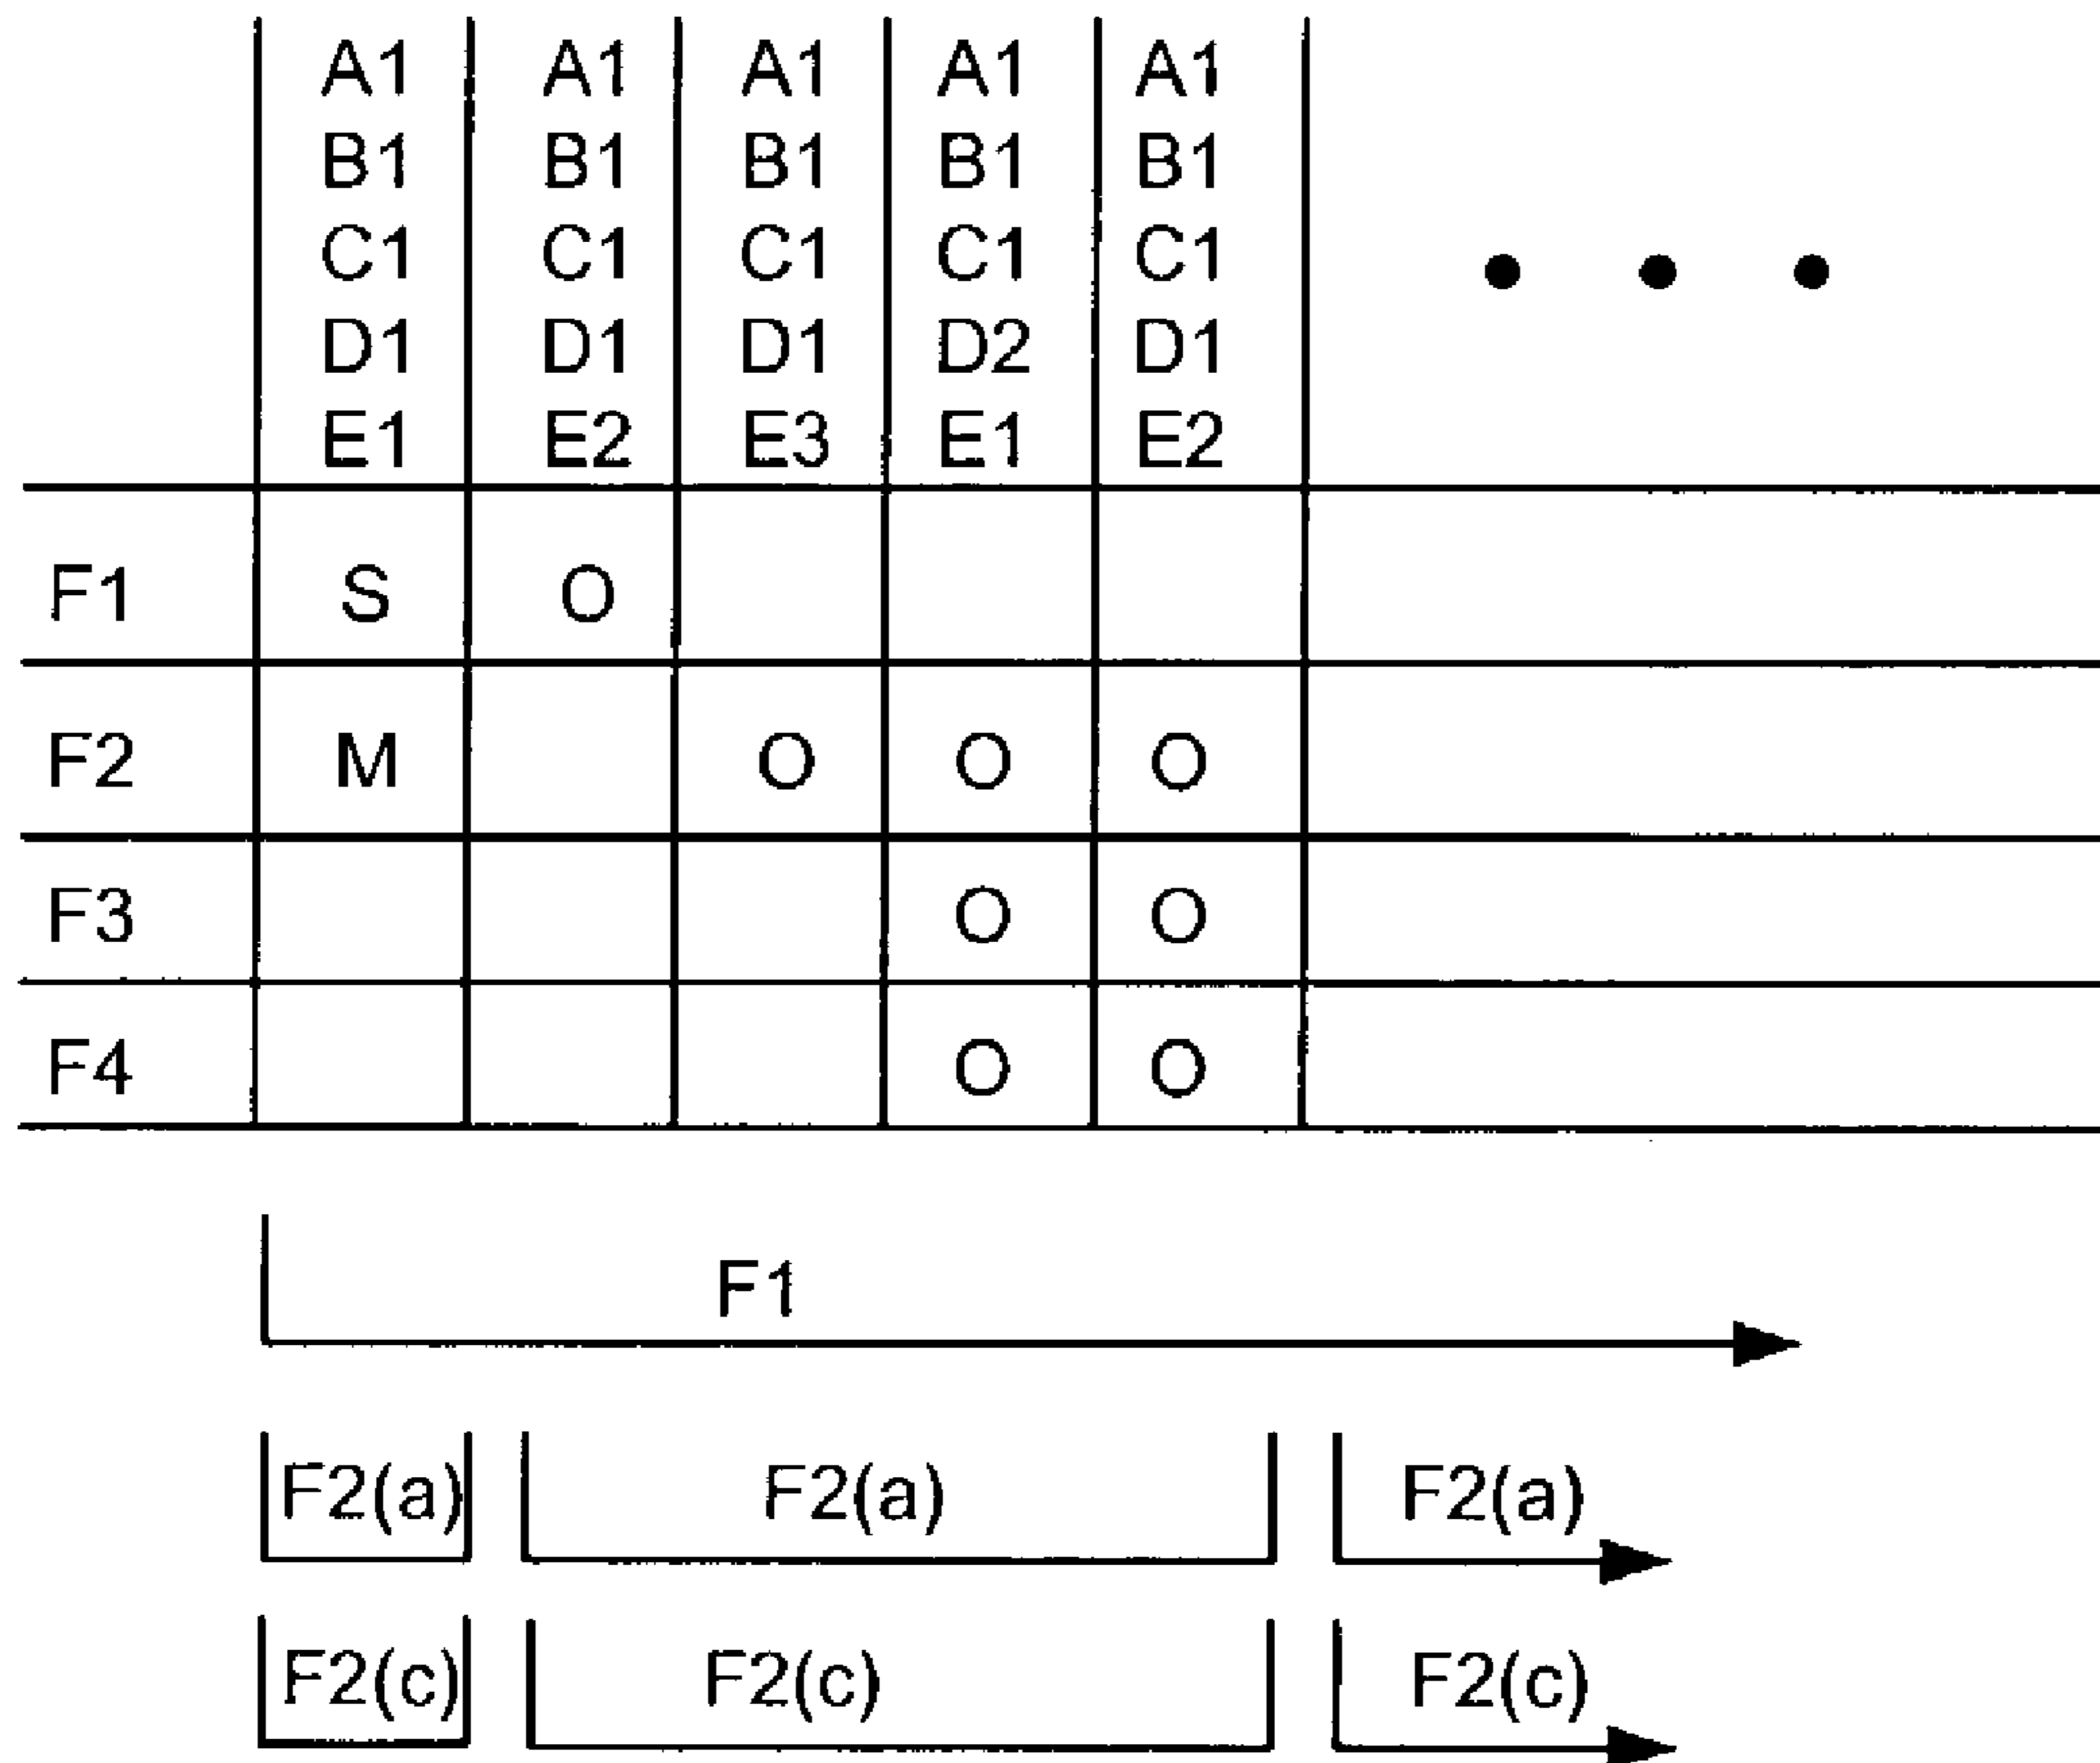 A1 A1 A1 A1 A1
B1 B1 B1 B1 B1
C1 C1 C1 C1 C1
D1 D1 D1 D2 D1
E1 E2 E3 E1 E2
F1 S O
F2 M O O O
F3 O O
F4 O O
F1
F2(a) F2(a) F2(a)
F2(c) F2(c) F2(c)